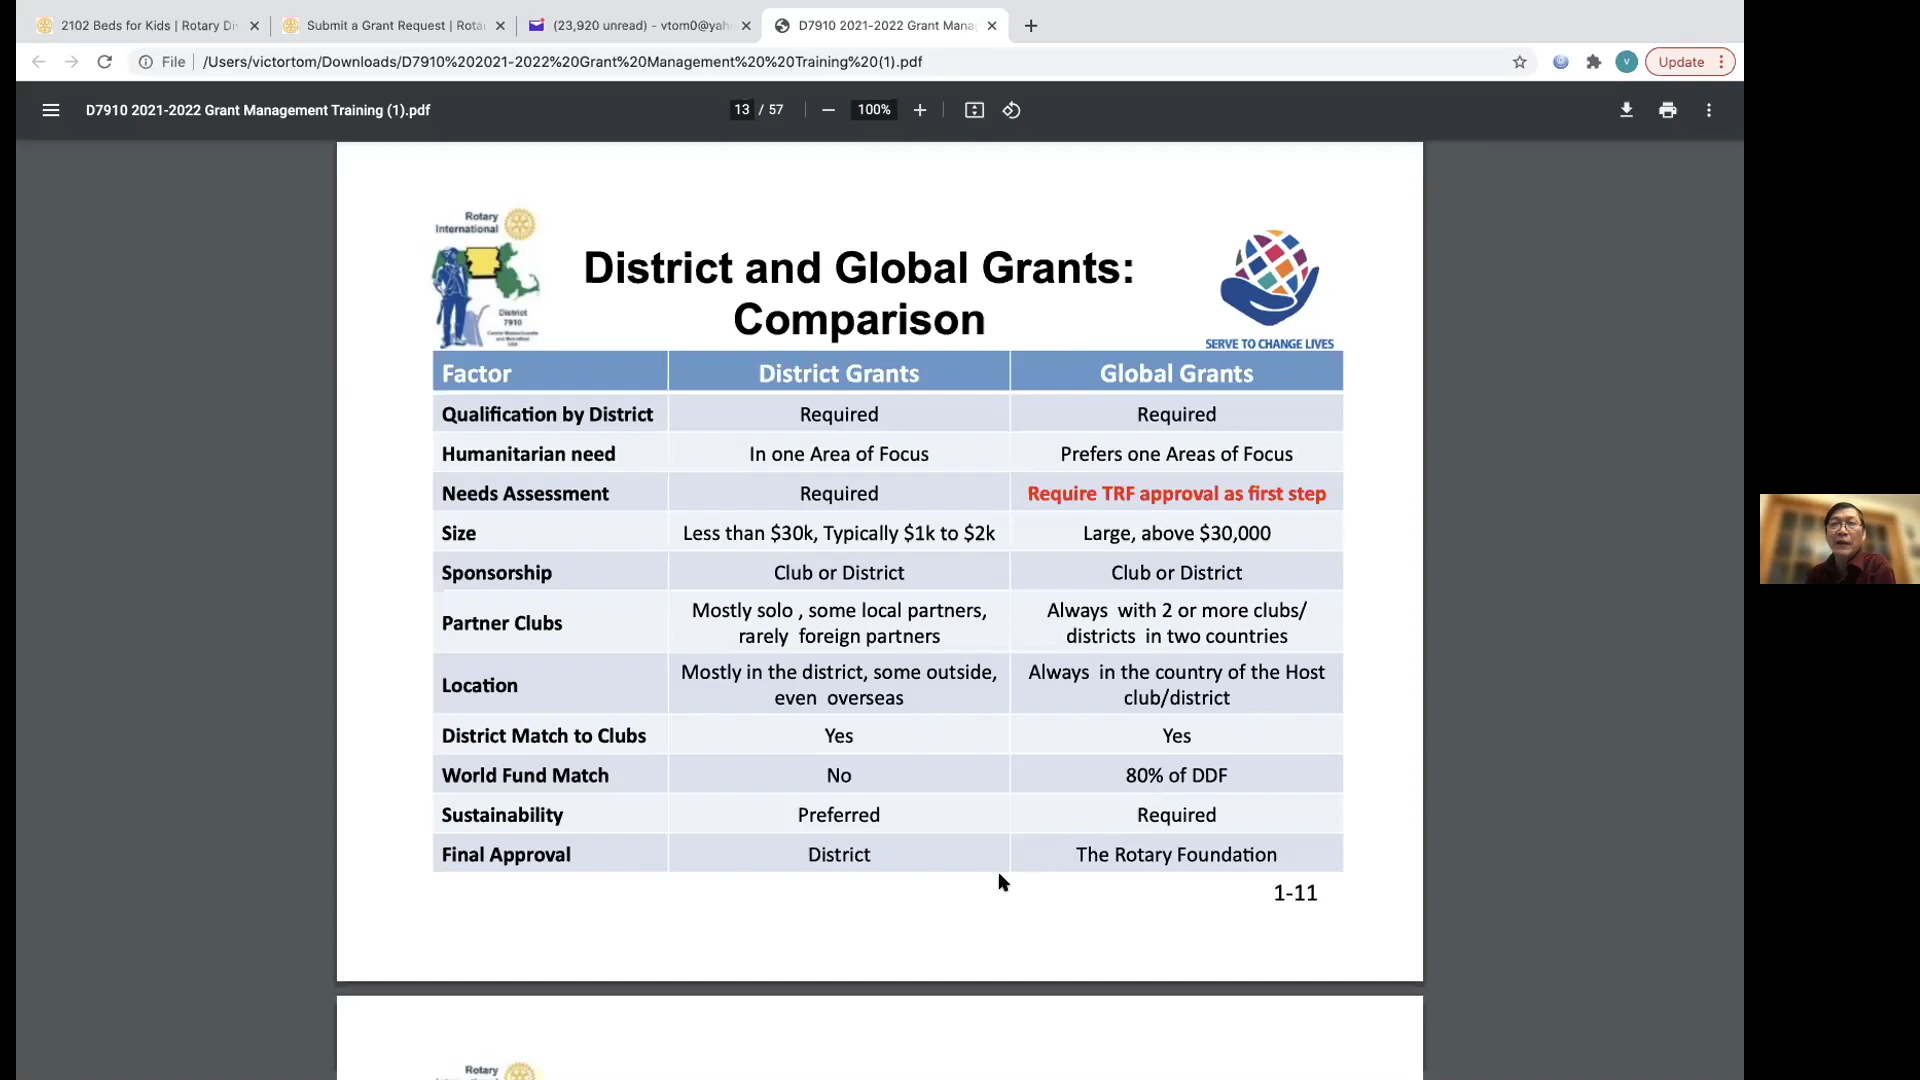 2102 Beds for Kids | Rotary Di
Submit a Grant Request | Rota
(23,920 unread) - vtom0@yah
D7910 2021-2022 Grant Mana
File
/Users/victortom/Downloads/D7910%202021-2022%20Grant%20Management%20%20Training%20(1).pdf
V
Update
D7910 2021-2022 Grant Management Training (1).pdf
13 / 57
100%
Rotary
International
District
7910
District and Global Grants:
Comparison
SERVE TO CHANGE LIVES
Factor District Grants Global Grants
Qualification by District Required Required
Humanitarian need In one Area of Focus Prefers one Areas of Focus
Needs Assessment Required Require TRF approval as first step
Size Less than $30k, Typically $1k to $2k Large, above $30,000
Sponsorship Club or District Club or District
Partner Clubs
Mostly solo , some local partners,
rarely foreign partners
Always with 2 or more clubs/
districts in two countries
Location
Mostly in the district, some outside,
even overseas
Always in the country of the Host
club/district
District Match to Clubs Yes Yes
World Fund Match No 80% of DDF
Sustainability Preferred Required
Final Approval District The Rotary Foundation
1-11
Rotary